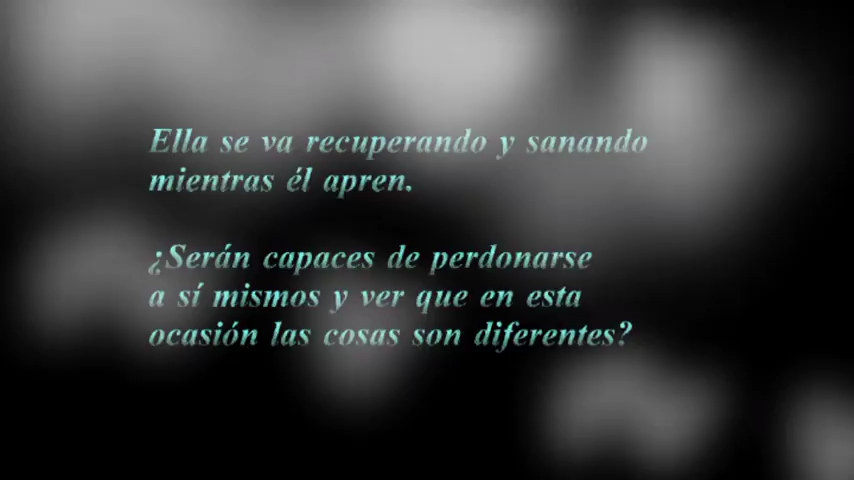 Ella se va recuperando y sanando
mientras él apren.
¿Serán capaces de perdonarse
a sí mismos y ver que en esta
ocasión las cosas son diferentes?